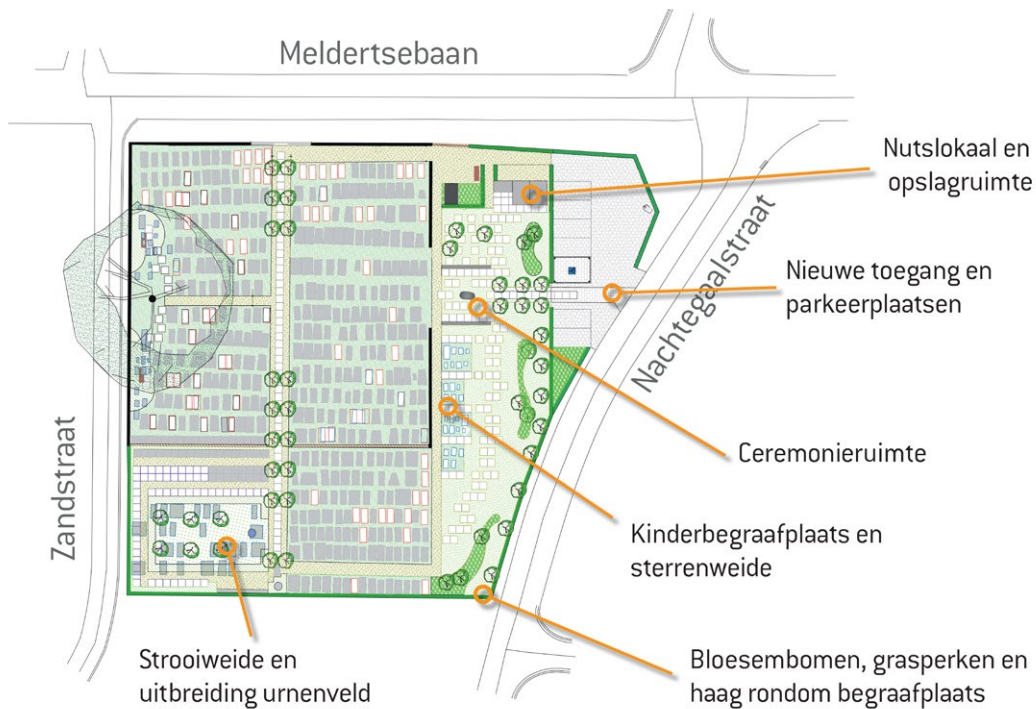 Meldertsebaan
Nutslokaal en
opslagruimte
Nieuwe toegang en
parkeerplaatsen
Nachtegaalstraat
Zandstraat
Ceremonieruimte
Kinderbegraafplaats en
sterrenweide
Strooiweide en
uitbreiding urnenveld
Bloesembomen, grasperken en
haag rondom begraafplaats